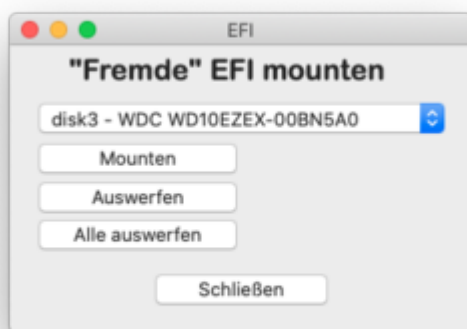 EFI
"Fremde" EFI mounten
disk3 - WDC WD10EZEX-00BN5A0
Mounten
Auswerfen
Alle auswerfen
Schließen